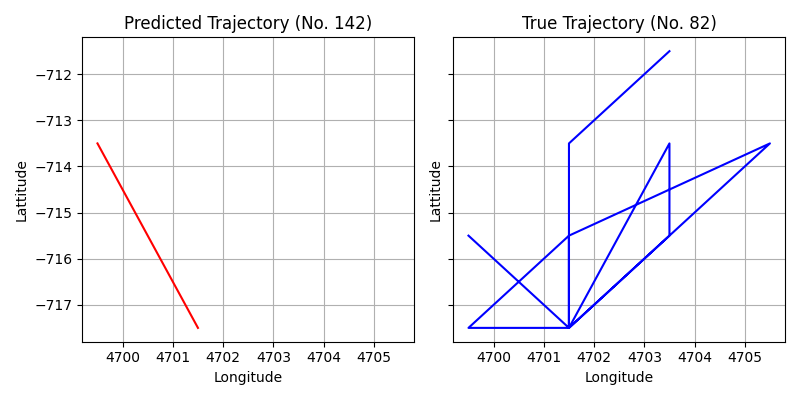 Predicted Trajectory (No. 142)
True Trajectory (No. 82)
Lattitude
−712
−713
−714
−715
−716
−717
4700 4701 4702 4703 4704 4705
Longitude
Lattitude
4700 4701 4702 4703 4704 4705
Longitude